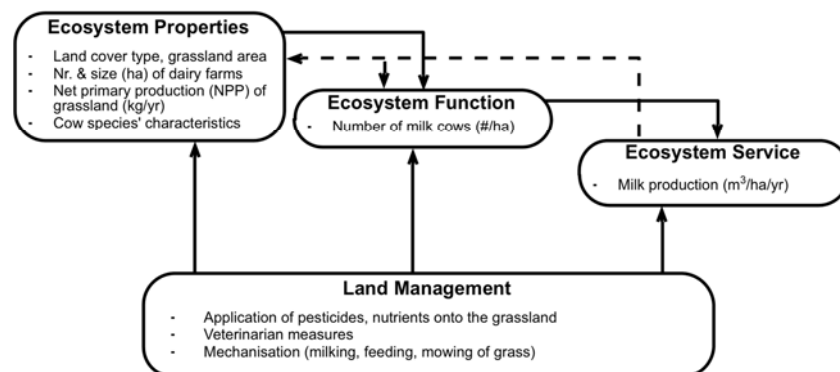 Ecosystem Properties
- Land cover type, grassland area
- Nr. & size (ha) of dairy farms
- Net primary production (NPP) of
grassland (kg/yr)
- Cow species' characteristics
Ecosystem Function
- Number of milk cows (#/ha)
Ecosystem Service
- Milk production (m³/ha/yr)
Land Management
- Application of pesticides, nutrients onto the grassland
- Veterinarian measures
- Mechanisation (milking, feeding, mowing of grass)